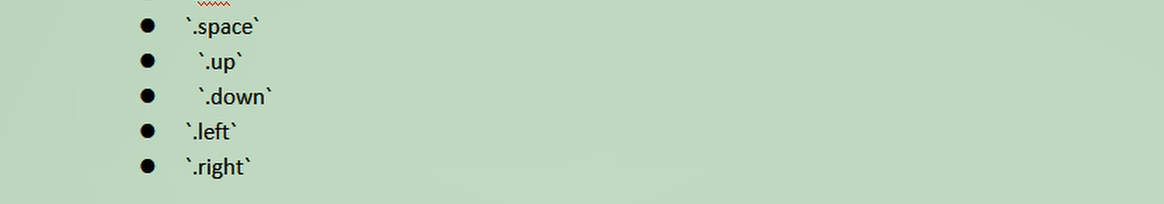 ● `.space`
● `.up`
● `.down`
● `.left`
● `.right`